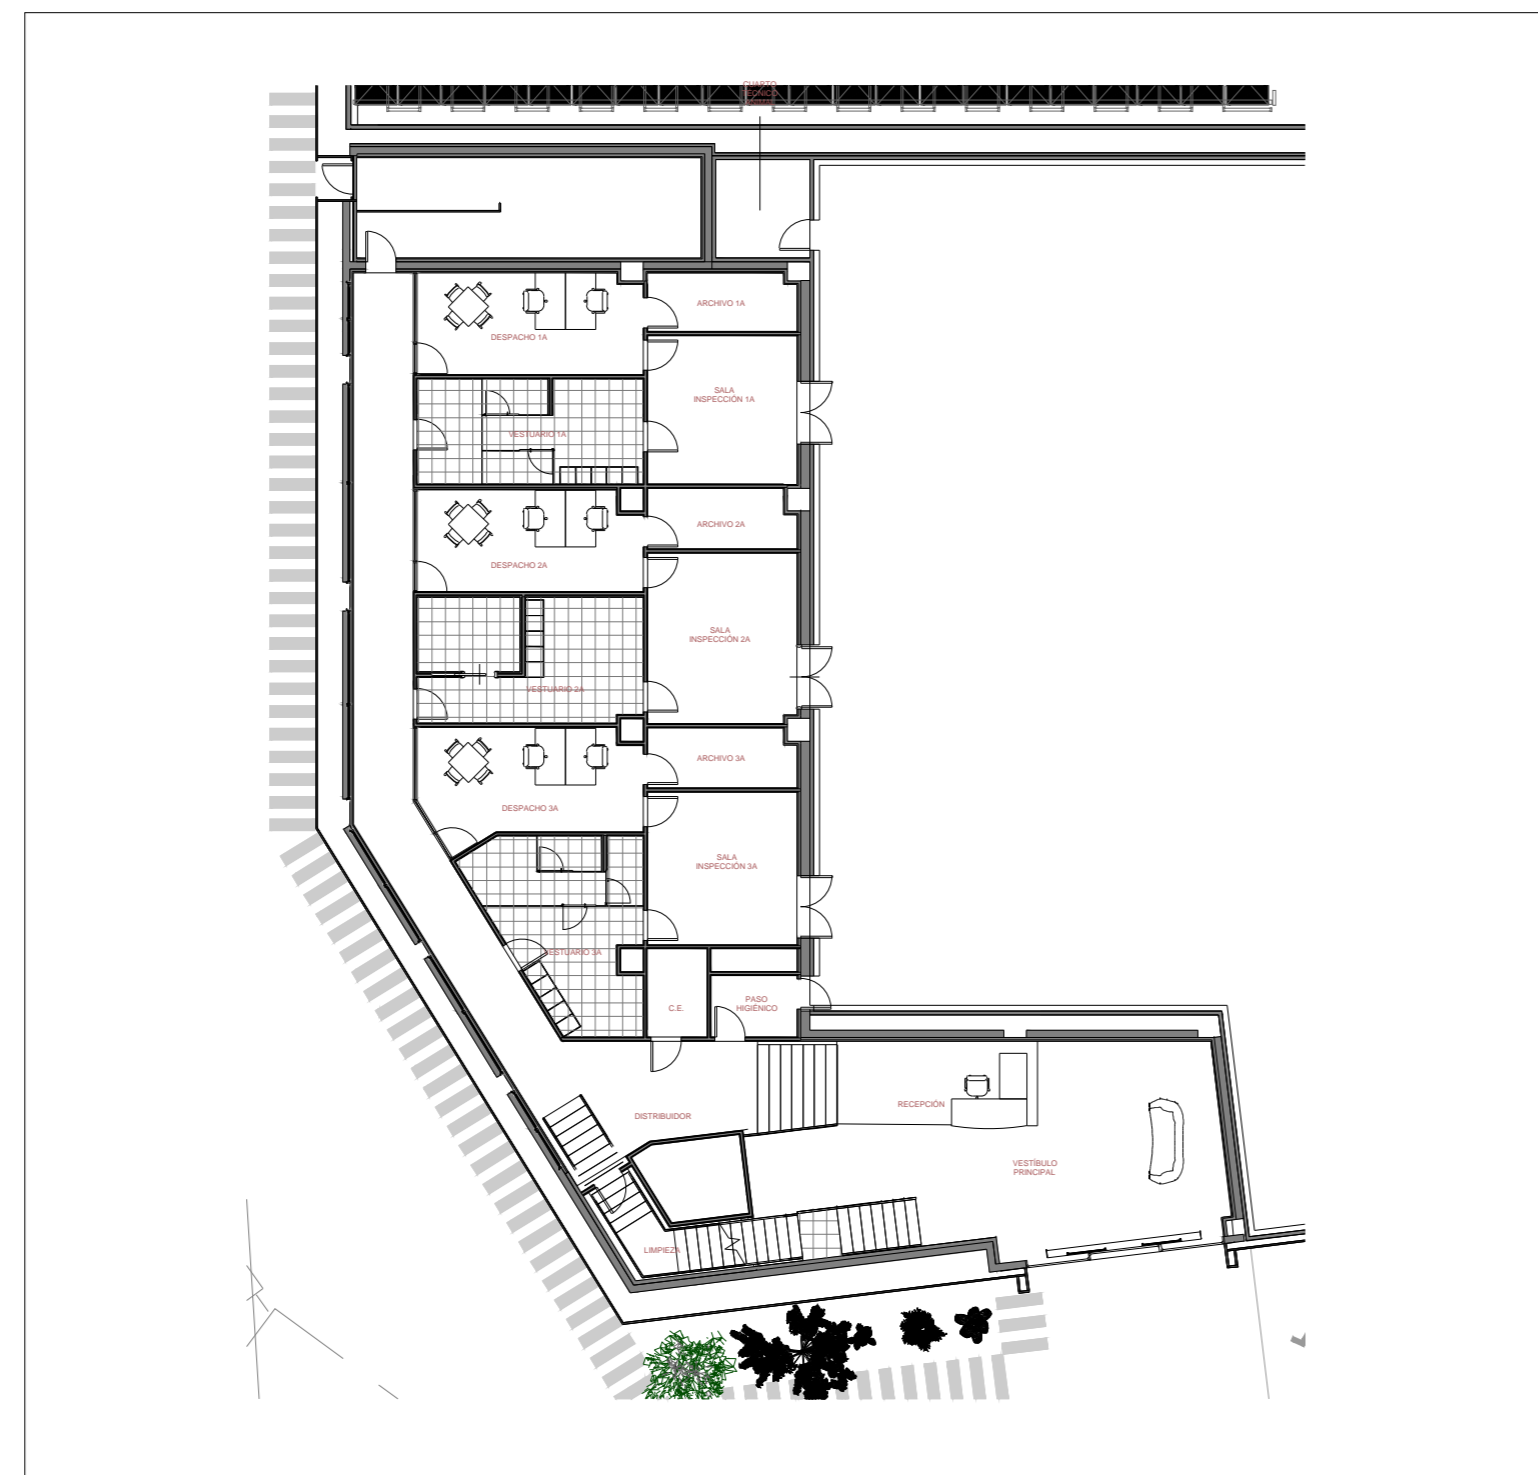 CUARTO
TÉCNICO
DESPACHO 1A
ARCHIVO 1A
SALA
INSPECCIÓN 1A
VESTUARIO 1A
ARCHIVO 2A
DESPACHO 2A
SALA
INSPECCIÓN 2A
VESTUARIO 2A
ARCHIVO 3A
DESPACHO 3A
SALA
INSPECCIÓN 3A
VESTUARIO 3A
C.E.
PASO
HIGIÉNICO
RECEPCIÓN
DISTRIBUIDOR
VESTÍBULO
PRINCIPAL
LIMPIEZA